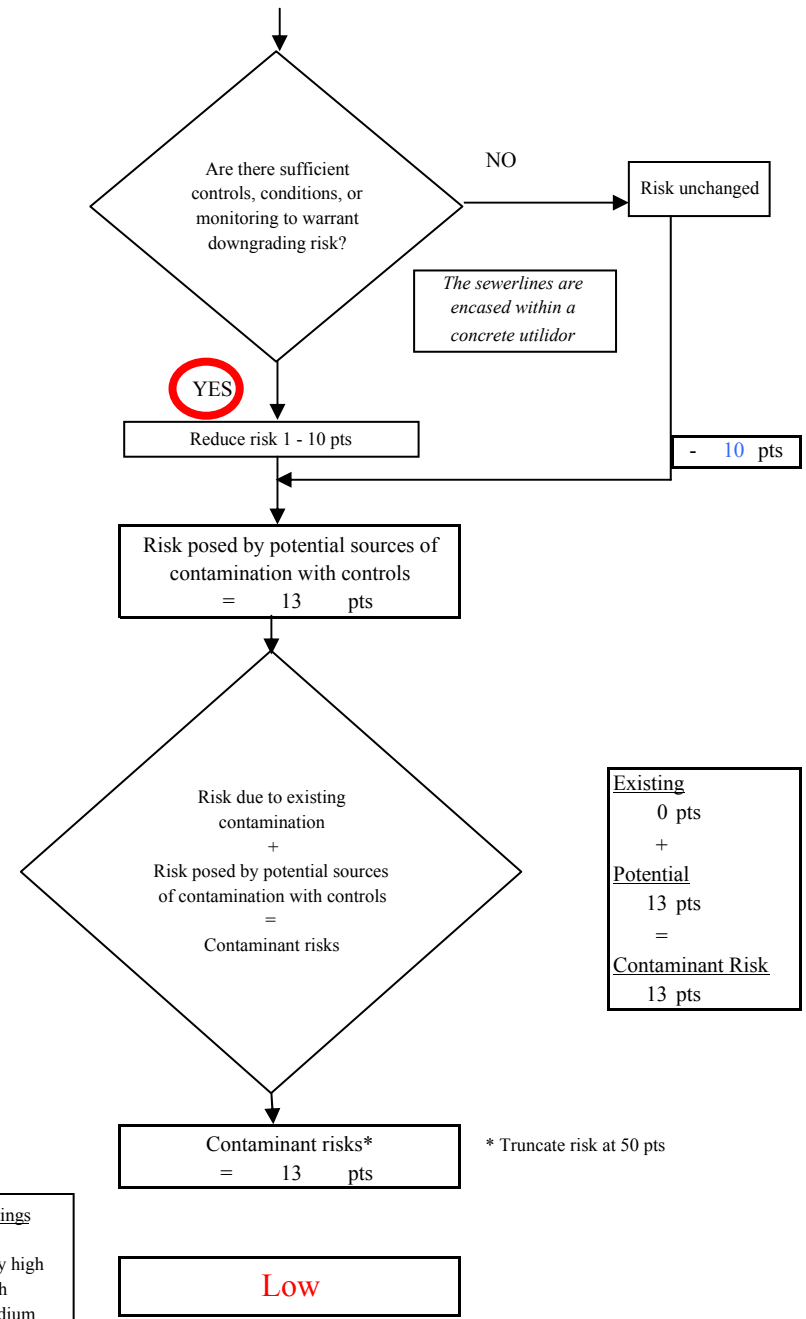 Are there sufficient
controls, conditions, or
monitoring to warrant
downgrading risk?
NO
Risk unchanged
The sewerlines are
encased within a
concrete utilidor
YES
Reduce risk 1 - 10 pts
- 10 pts
Risk posed by potential sources of
contamination with controls
= 13 pts
Risk due to existing
contamination
+
Risk posed by potential sources
of contamination with controls
=
Contaminant risks
Existing
0 pts
+
Potential
13 pts
=
Contaminant Risk
13 pts
Contaminant risks*
= 13 pts
* Truncate risk at 50 pts
ings
y high
h
dium
Low